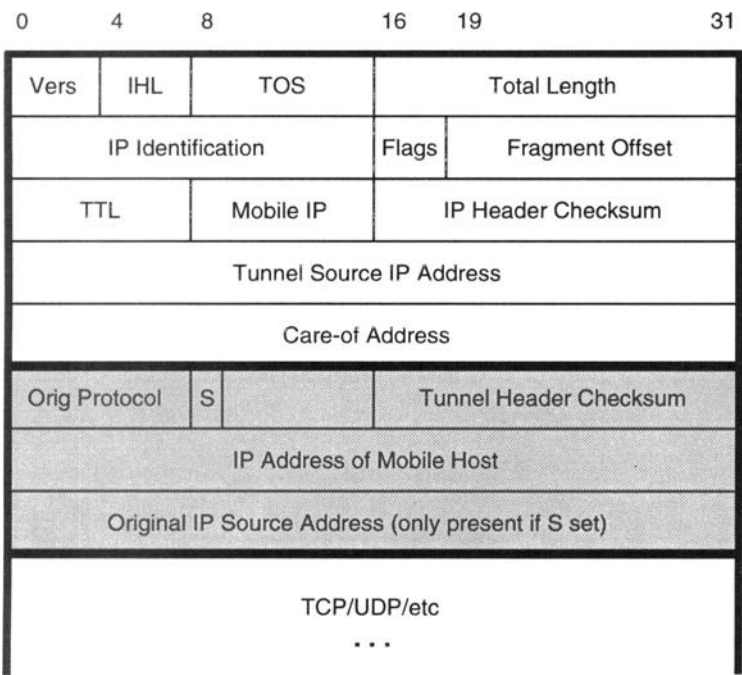 0 4 8 16 19 31
Vers IHL TOS Total Length
IP Identification Flags Fragment Offset
TTL Mobile IP IP Header Checksum
Tunnel Source IP Address
Care-of Address
Orig Protocol S Tunnel Header Checksum
IP Address of Mobile Host
Original IP Source Address (only present if S set)
TCP/UDP/etc
...